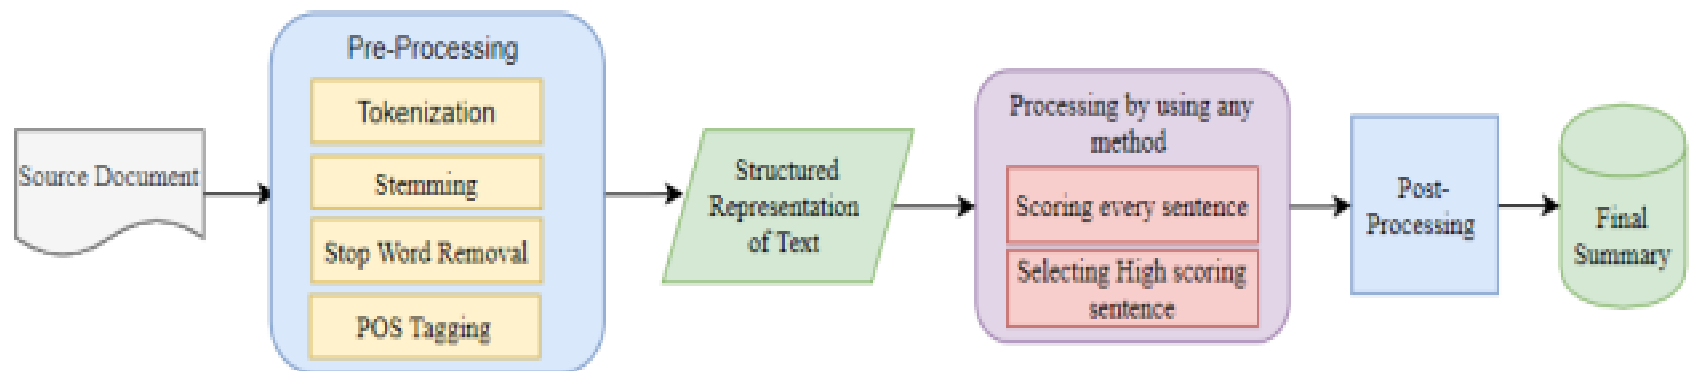 Source Document
Pre-Processing
Tokenization
Stemming
Stop Word Removal
POS Tagging
Structured
Representation
of Text
Processing by using any
method
Scoring every sentence
Selecting High scoring
sentence
Post-
Processing
Final
Summary